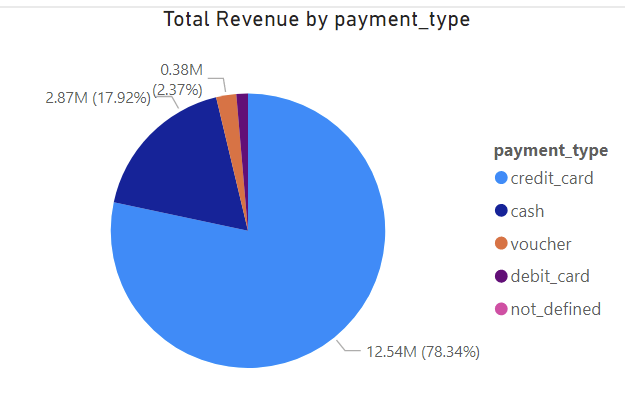 Total Revenue by payment_type
0.38M
(2.37%)
2.87M (17.92%)
payment_type
credit_card
cash
voucher
debit_card
not_defined
12.54M (78.34%)